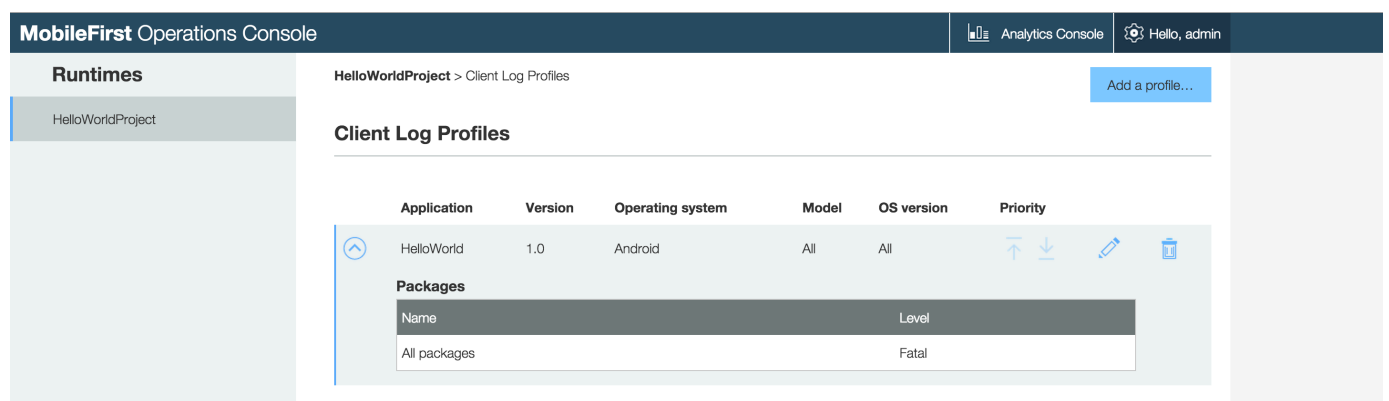 MobileFirst Operations Console Analytics Console Hello, admin
Runtimes
HelloWorldProject
HelloWorldProject > Client Log Profiles
Add a profile...
Client Log Profiles
Application Version Operating system Model OS version Priority
HelloWorld 1.0 Android All All
Packages
Name Level
All packages Fatal